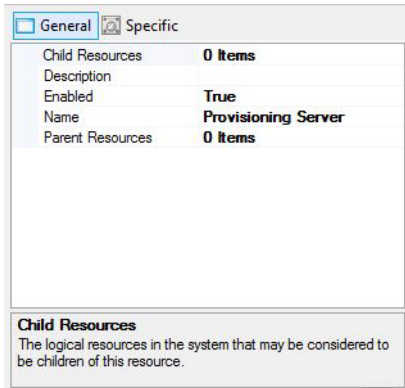 General Specific
Child Resources 0 Items
Description
Enabled True
Name Provisioning Server
Parent Resources 0 Items
Child Resources
The logical resources in the system that may be considered to
be children of this resource.